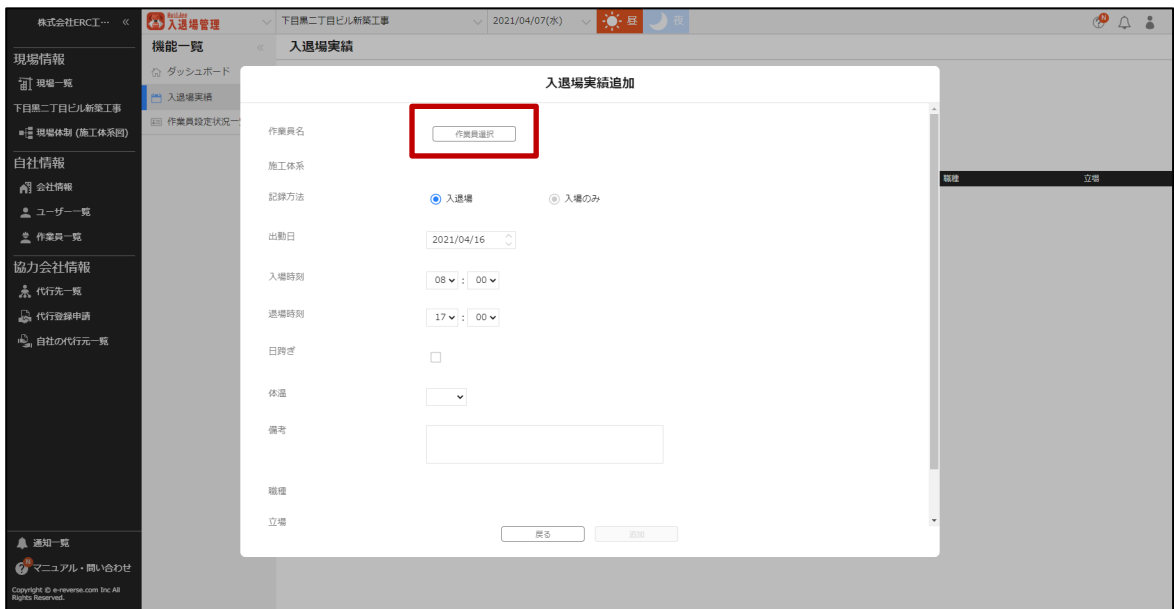 株式会社ERC工… «
現場情報
現場一覧
下目黒二丁目ビル新築工事
現場体制 (施工体系図)
自社情報
会社情報
ユーザー一覧
作業員一覧
協力会社情報
代行先一覧
代行登録申請
自社の代行元一覧
通知一覧
マニュアル・問い合わせ
Copyright © e-reverse.com Inc All
Rights Reserved.
入退場管理
下目黒二丁目ビル新築工事
2021/04/07(水)
昼
夜
機能一覧 «
ダッシュボード
入退場実績
作業員設定状況一
入退場実績
職種
立場
入退場実績追加
作業員名
作業員選択
施工体系
記録方法
入退場
入場のみ
出勤日
2021/04/16
入場時刻
08 : 00
退場時刻
17 : 00
日跨ぎ
体温
備考
職種
立場
戻る
追加